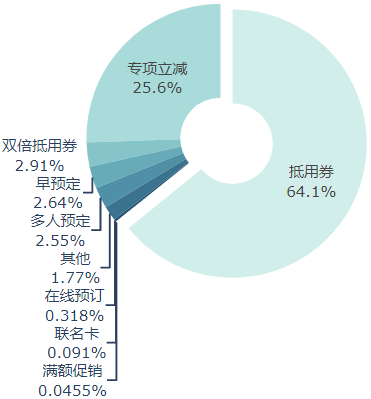 专项立减
25.6%
抵用券
64.1%
双倍抵用券
2.91%
早预定
2.64%
多人预定
2.55%
其他
1.77%
在线预订
0.318%
联名卡
0.091%
满额促销
0.0455%